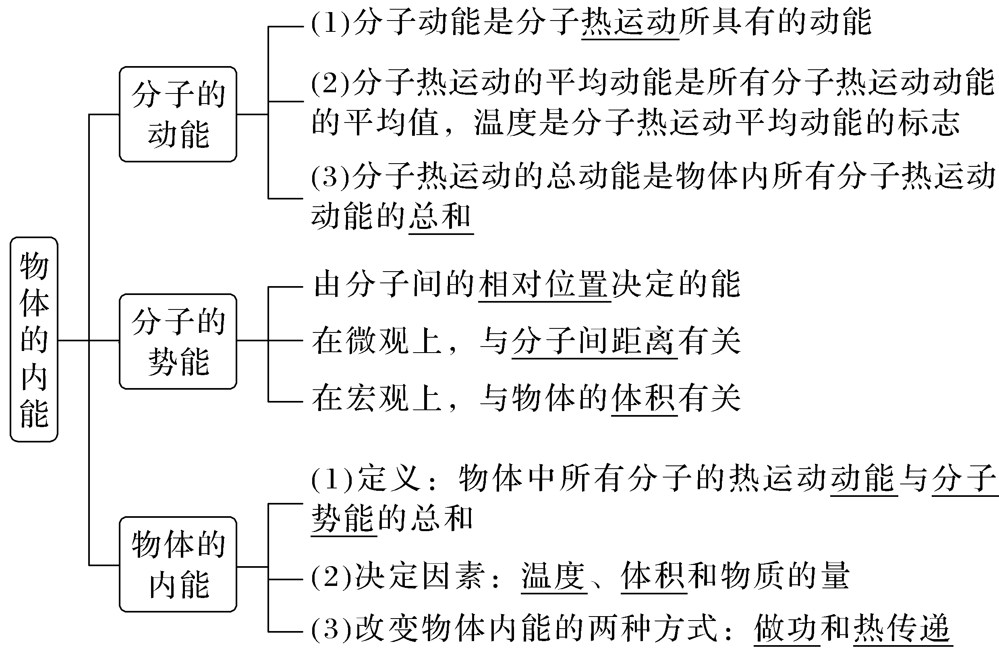 物体的内能
分子的
动能
(1)分子动能是分子热运动所具有的动能
(2)分子热运动的平均动能是所有分子热运动动能
的平均值，温度是分子热运动平均动能的标志
(3)分子热运动的总动能是物体内所有分子热运动
动能的总和
分子的
势能
由分子间的相对位置决定的能
在微观上，与分子间距离有关
在宏观上，与物体的体积有关
物体的
内能
(1)定义：物体中所有分子的热运动动能与分子
势能的总和
(2)决定因素：温度、体积和物质的量
(3)改变物体内能的两种方式：做功和热传递